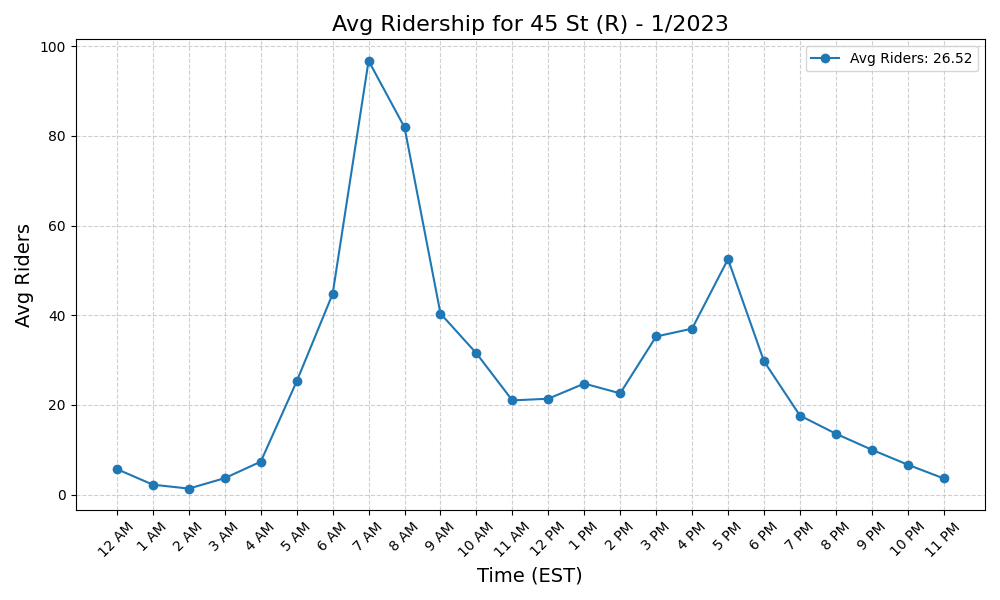 Avg Ridership for 45 St (R) - 1/2023
Avg Riders: 26.52
Avg Riders
100
80
60
40
20
0
12 AM
1 AM
2 AM
3 AM
4 AM
5 AM
6 AM
7 AM
8 AM
9 AM
10 AM
11 AM
12 PM
1 PM
2 PM
3 PM
4 PM
5 PM
6 PM
7 PM
8 PM
9 PM
10 PM
11 PM
Time (EST)